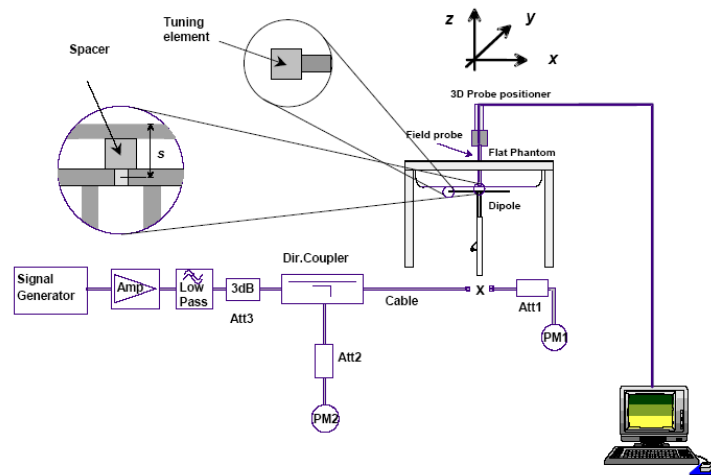 Tuning
element
Spacer
s
z
y
x
3D Probe positioner
Field probe
Flat Phantom
Dipole
Signal
Generator
Amp
Low
Pass
3dB
Att3
Dir.Coupler
Cable
x
Att1
PM1
Att2
PM2